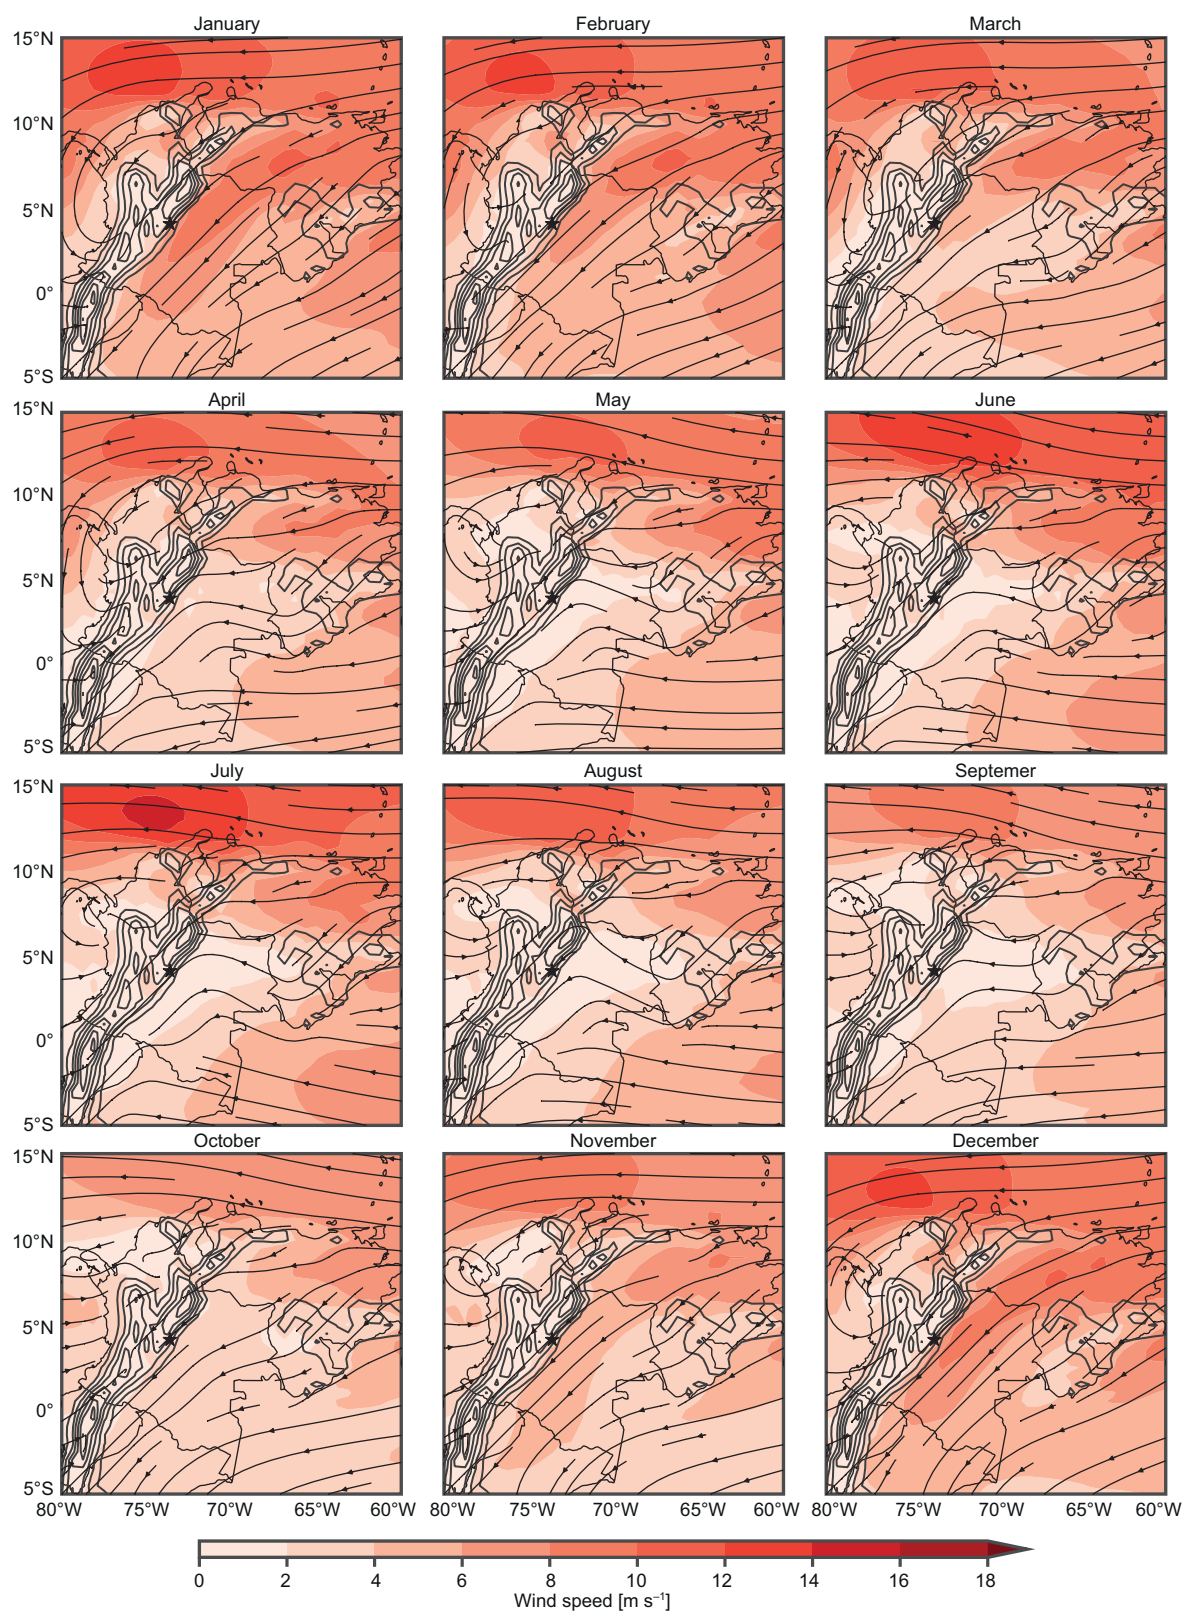 January February March
15°N
10°N
5°N
0°
5°S
April May June
15°N
10°N
5°N
0°
5°S
July August Septemer
15°N
10°N
5°N
0°
5°S
October November December
15°N
10°N
5°N
0°
5°S
80°W 75°W 70°W 65°W 60°W 80°W 75°W 70°W 65°W 60°W 80°W 75°W 70°W 65°W 60°W
0 2 4 6 8 10 12 14 16 18
Wind speed [m s⁻¹]